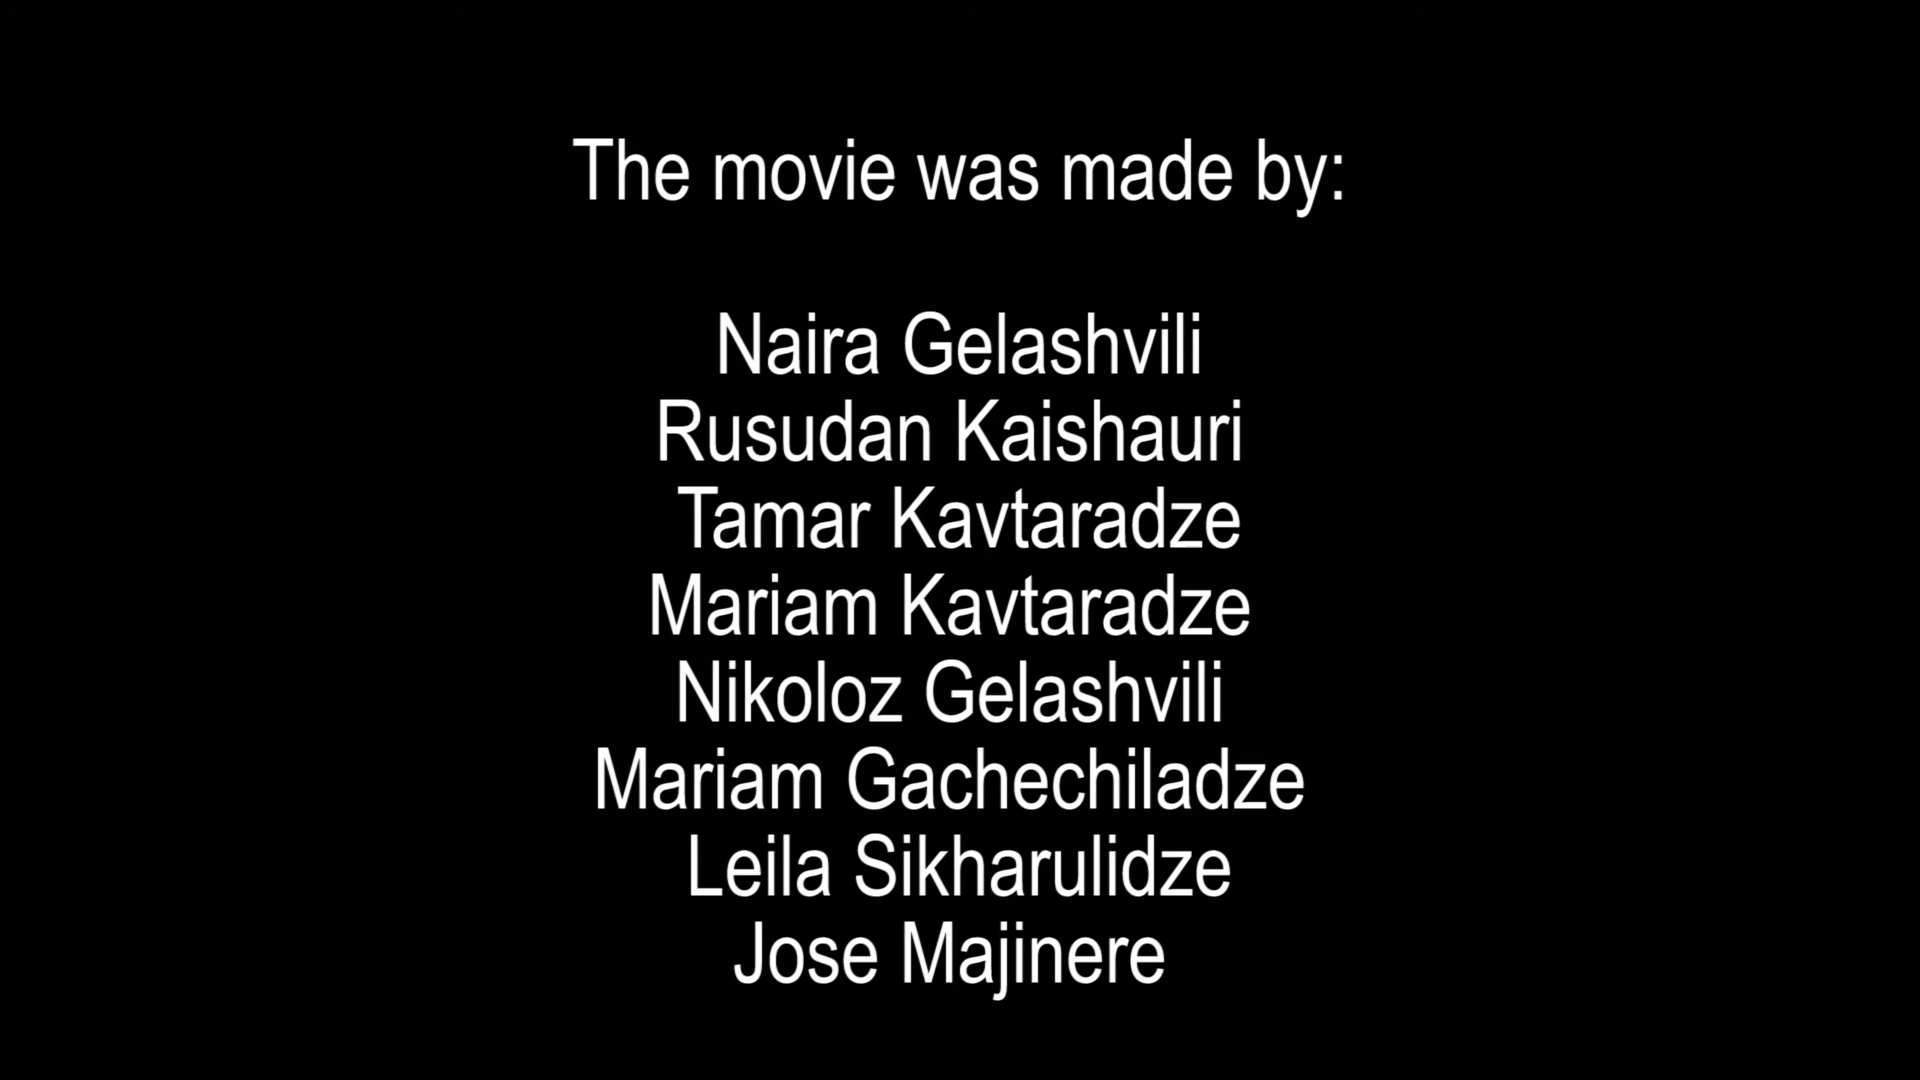 The movie was made by:
Naira Gelashvili
Rusudan Kaishauri
Tamar Kavtaradze
Mariam Kavtaradze
Nikoloz Gelashvili
Mariam Gachechiladze
Leila Sikharulidze
Jose Majinere